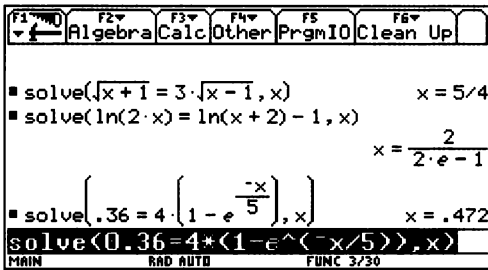 F1 F2 Algebra F3 Calc F4 Other F5 PrgmIO F6 Clean Up
▪ solve(√x + 1 = 3·√x − 1, x) x = 5/4
▪ solve(ln(2·x) = ln(x + 2) − 1, x)
x = 2/(2·e − 1)
▪ solve(.36 = 4·(1 − e^(-x/5)), x) x = .472
solve(0.36=4*(1-e^(-x/5)),x)
MAIN RAD AUTO FUNC 3/30